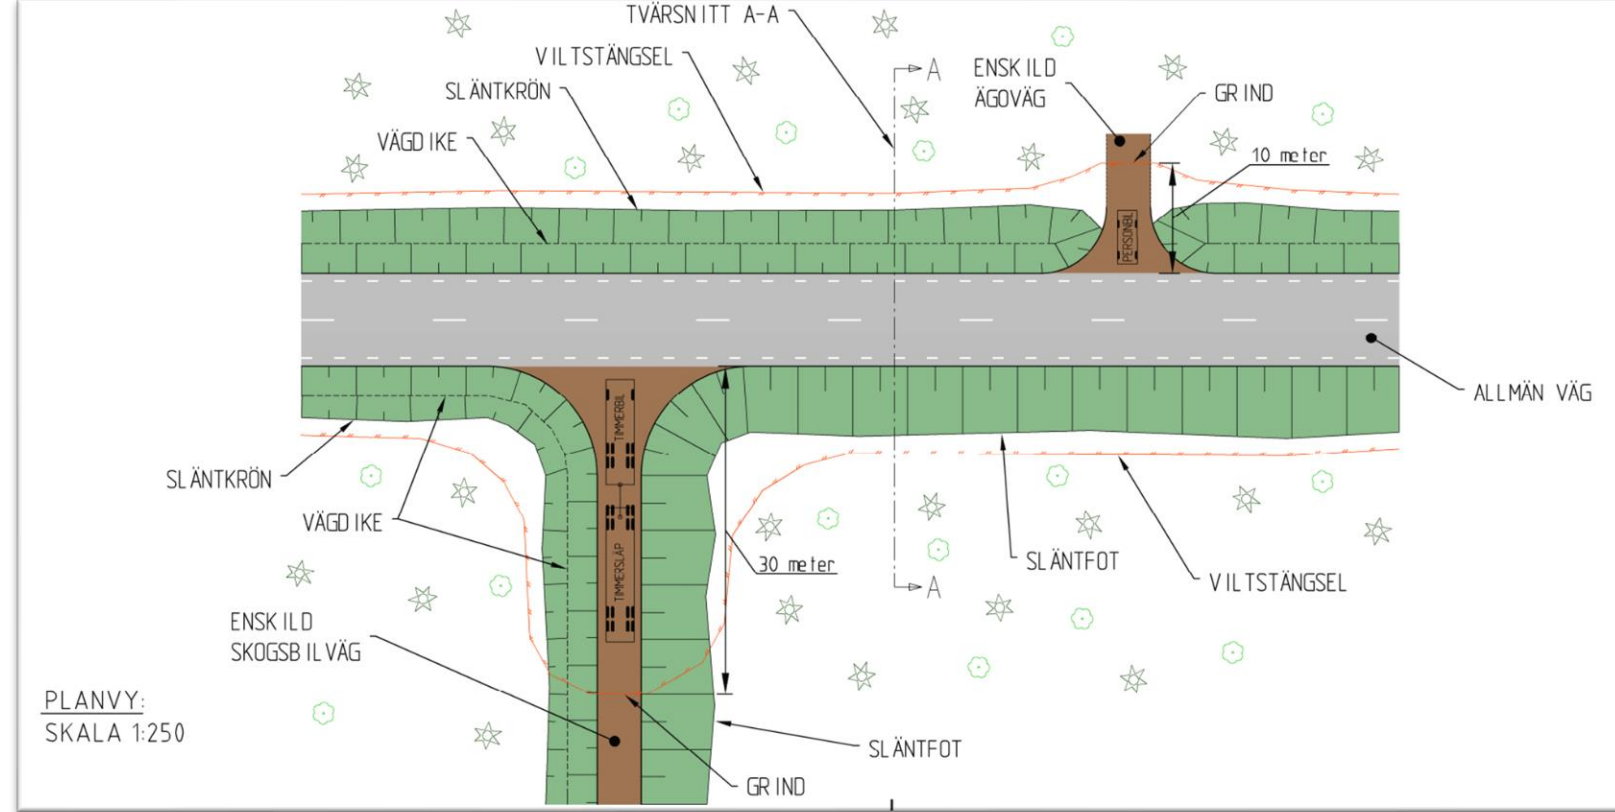 TVÄRSNITT A-A
VILTSTÄNGSEL
SLÄNTKRÖN
VÄGDIKE
A
ENSKILD
ÄGOVÄG
GRIND
10 meter
PERSONBIL
ALLMÄN VÄG
TIMMERBIL
SLÄNTKRÖN
VÄGDIKE
TIMMERSLÄP
30 meter
A
SLÄNTFOT
VILTSTÄNGSEL
ENSKILD
SKOGSBILVÄG
PLANVY:
SKALA 1:250
SLÄNTFOT
GRIND